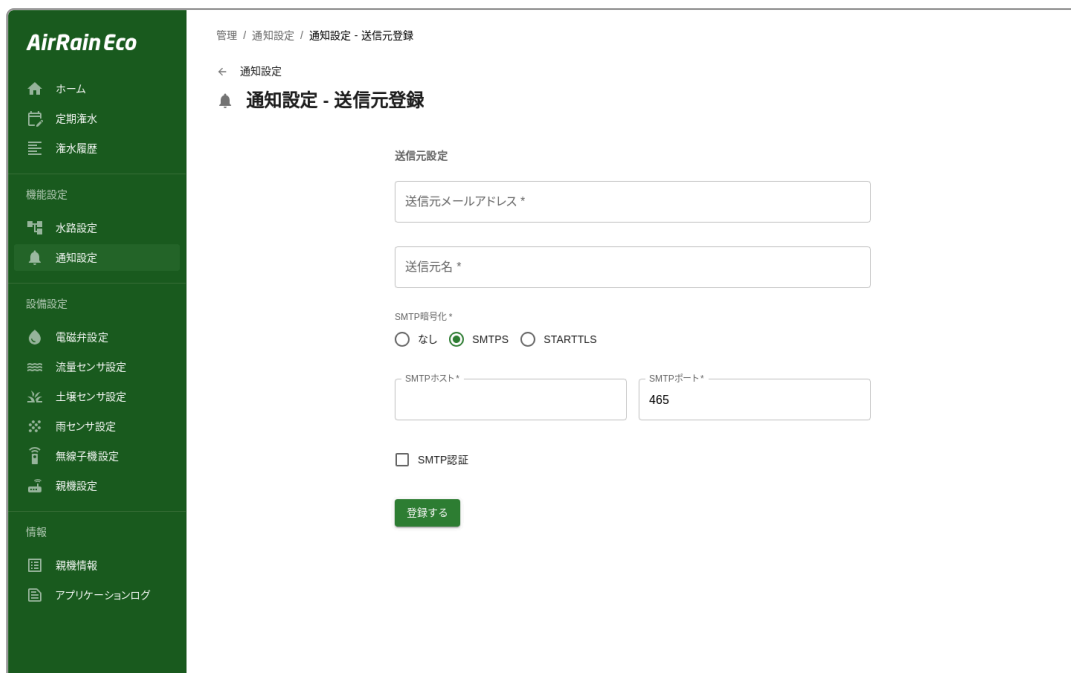 AirRain Eco
ホーム
定期潅水
潅水履歴
機能設定
水路設定
通知設定
設備設定
電磁弁設定
流量センサ設定
土壌センサ設定
雨センサ設定
無線子機設定
親機設定
情報
親機情報
アプリケーションログ
管理 / 通知設定 / 通知設定 - 送信元登録
← 通知設定
通知設定 - 送信元登録
送信元設定
送信元メールアドレス *
送信元名 *
SMTP暗号化 *
なし SMTPS STARTTLS
SMTPホスト * SMTPポート *
465
SMTP認証
登録する